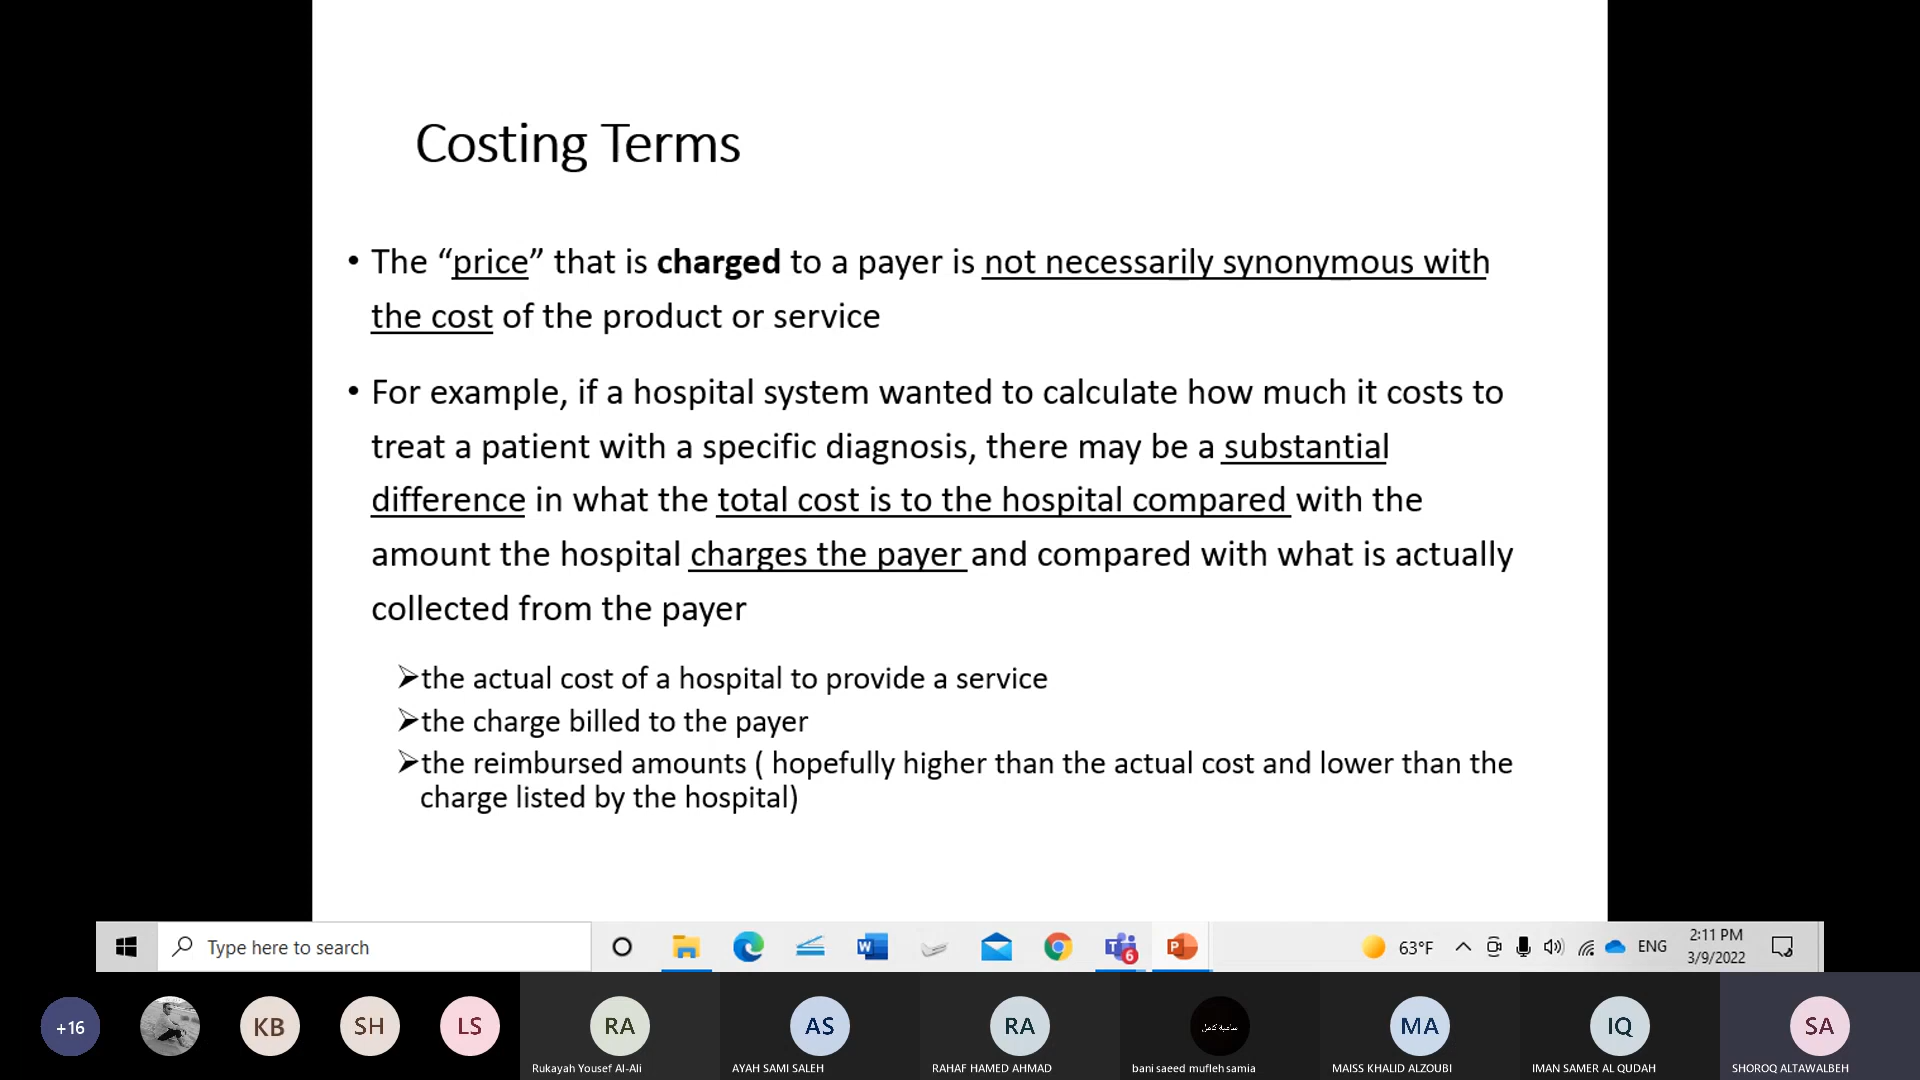 Costing Terms
• The “price” that is charged to a payer is not necessarily synonymous with
the cost of the product or service
• For example, if a hospital system wanted to calculate how much it costs to
treat a patient with a specific diagnosis, there may be a substantial
difference in what the total cost is to the hospital compared with the
amount the hospital charges the payer and compared with what is actually
collected from the payer
➢the actual cost of a hospital to provide a service
➢the charge billed to the payer
➢the reimbursed amounts ( hopefully higher than the actual cost and lower than the
charge listed by the hospital)
Type here to search
6
63°F
ENG
2:11 PM
3/9/2022
+16
KB
SH
LS
RA
AS
RA
MA
IQ
SA
Rukayah Yousef Al-Ali
AYAH SAMI SALEH
RAHAF HAMED AHMAD
bani saeed mufleh samia
MAISS KHALID ALZOUBI
IMAN SAMER AL QUDAH
SHOROQ ALTAWALBEH